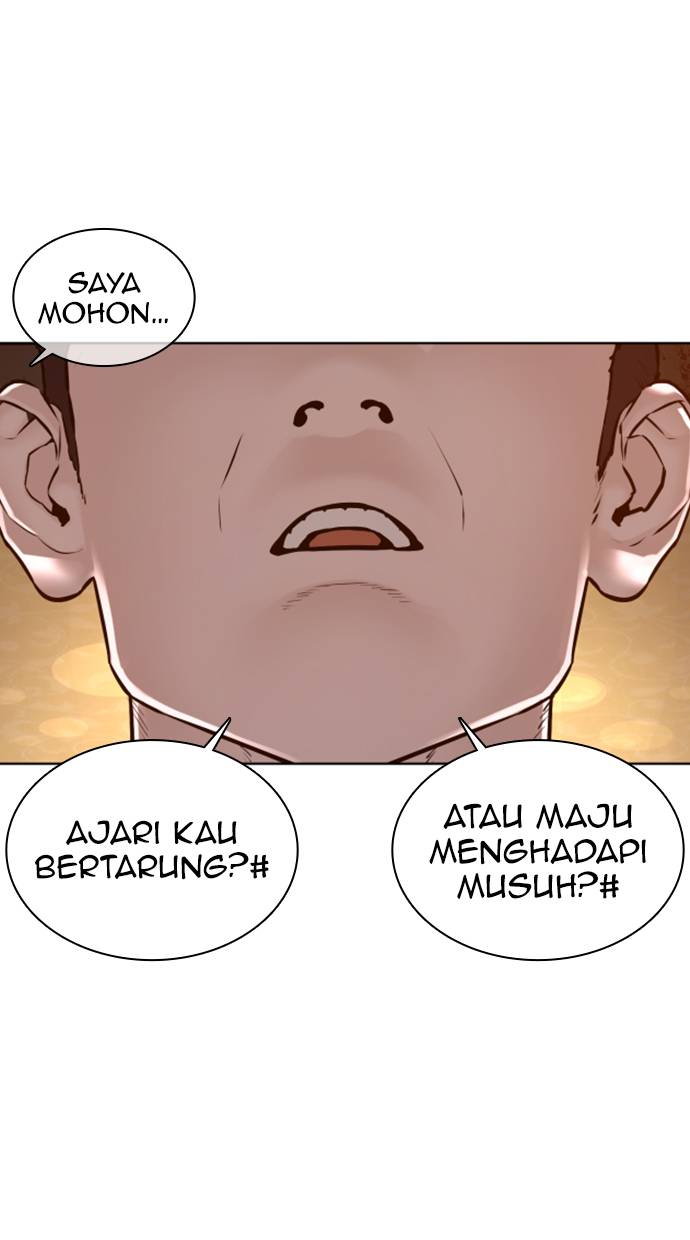 SAYA
MOHON...
AJARI KAU
BERTARUNG?#
ATAU MAJU
MENGHADAPI
MUSUH?#